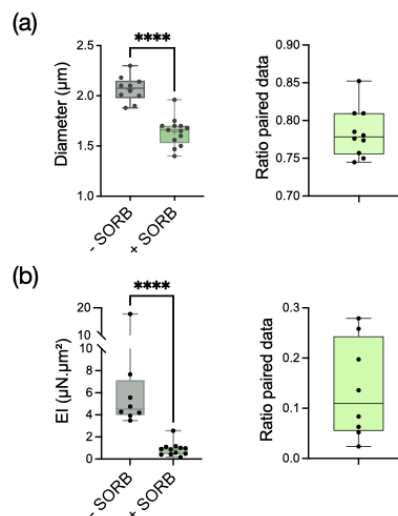 (a)
****
Diameter (µm)
2.5
2.0
1.5
1.0
- SORB
+ SORB
Ratio paired data
0.90
0.85
0.80
0.75
0.70
(b)
****
EI (µN.µm²)
20
10
8
6
4
2
0
- SORB
+ SORB
Ratio paired data
0.3
0.2
0.1
0.0